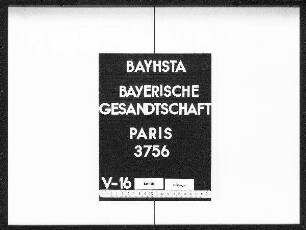 BAYHSTA
BAYERISCHE
GESANDTSCHAFT
PARIS
3756
V-16